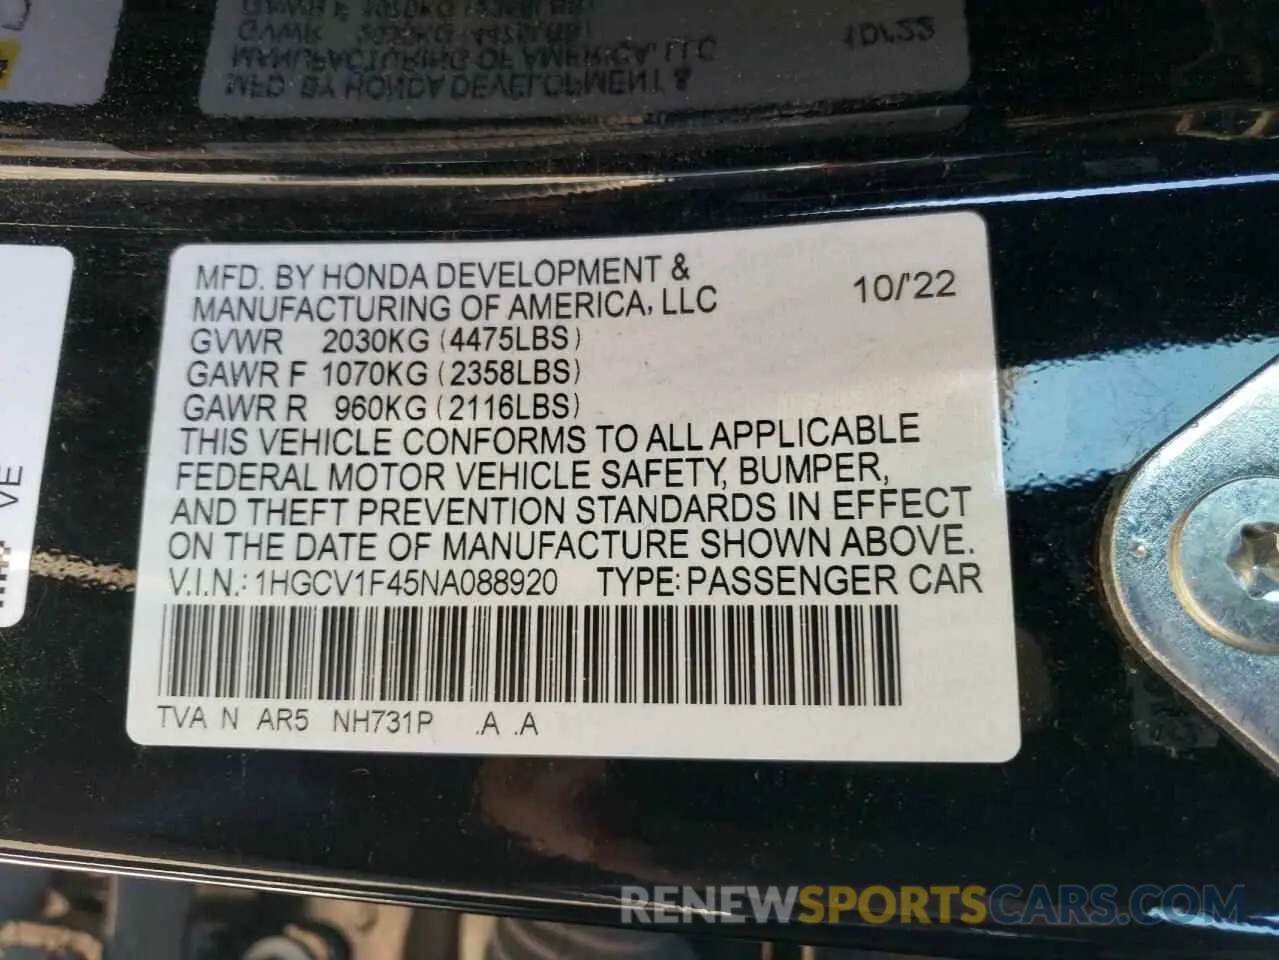 MFD. BY HONDA DEVELOPMENT &
MANUFACTURING OF AMERICA, LLC 10/'22
GVWR 2030KG (4475LBS)
GAWR F 1070KG (2358LBS)
GAWR R 960KG (2116LBS)
THIS VEHICLE CONFORMS TO ALL APPLICABLE
FEDERAL MOTOR VEHICLE SAFETY, BUMPER,
AND THEFT PREVENTION STANDARDS IN EFFECT
ON THE DATE OF MANUFACTURE SHOWN ABOVE.
V.I.N.: 1HGCV1F45NA088920 TYPE: PASSENGER CAR
TVA N AR5 NH731P .A .A
VE
RENEWSPORTSCARS.COM